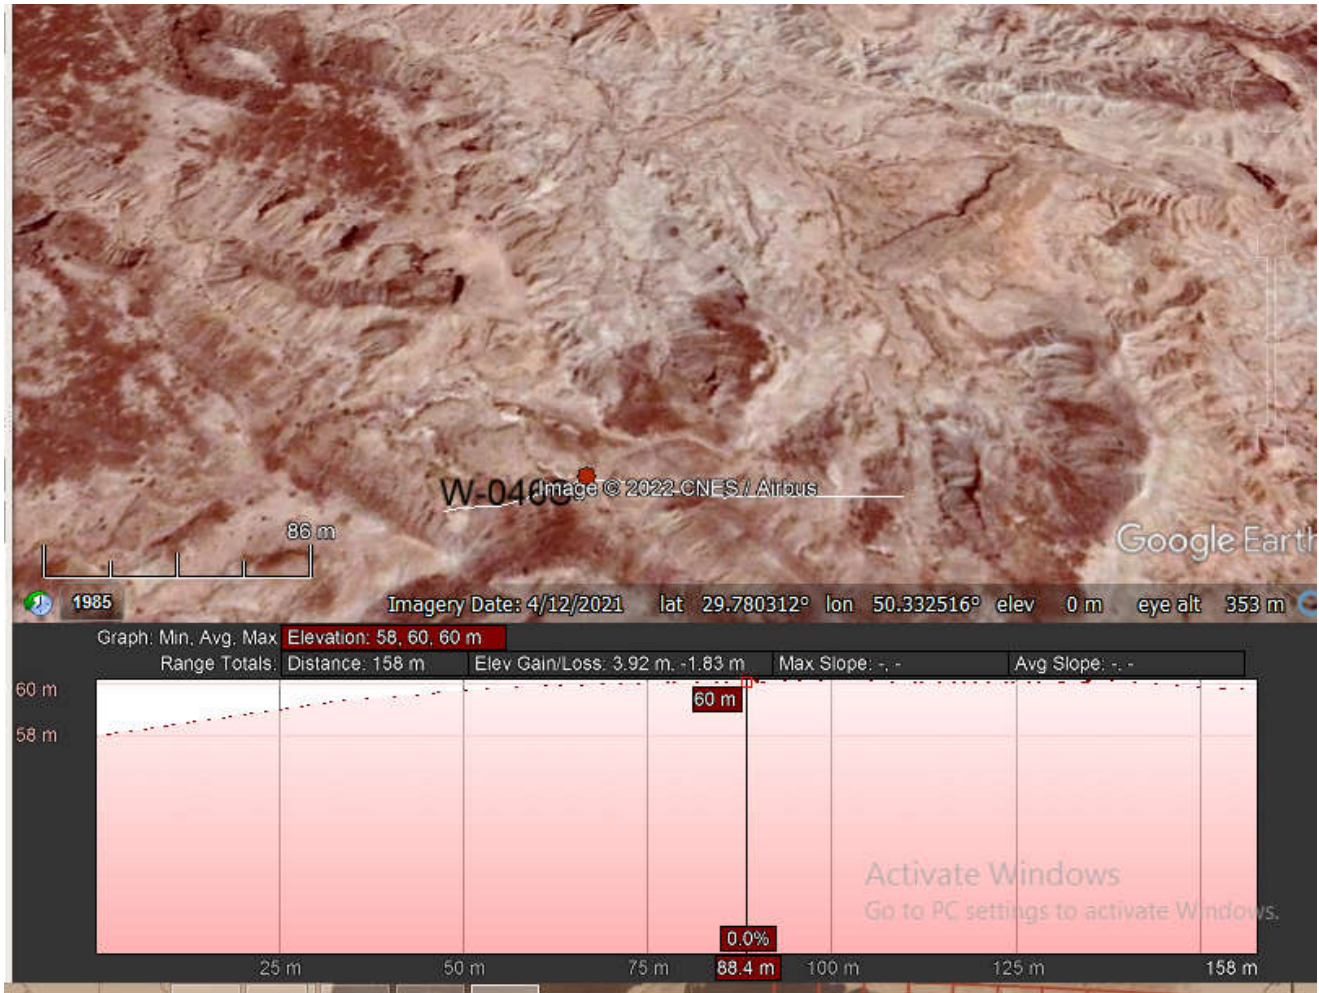 W-046
Image © 2022 CNES / Airbus
86 m
Google Earth
1985
Imagery Date: 4/12/2021 lat 29.780312° lon 50.332516° elev 0 m eye alt 353 m
Graph: Min, Avg, Max Elevation: 58, 60, 60 m
Range Totals: Distance: 158 m Elev Gain/Loss: 3.92 m, -1.83 m Max Slope: -, - Avg Slope: -, -
60 m
60 m
58 m
Activate Windows
Go to PC settings to activate Windows.
0.0%
25 m 50 m 75 m 88.4 m 100 m 125 m 158 m